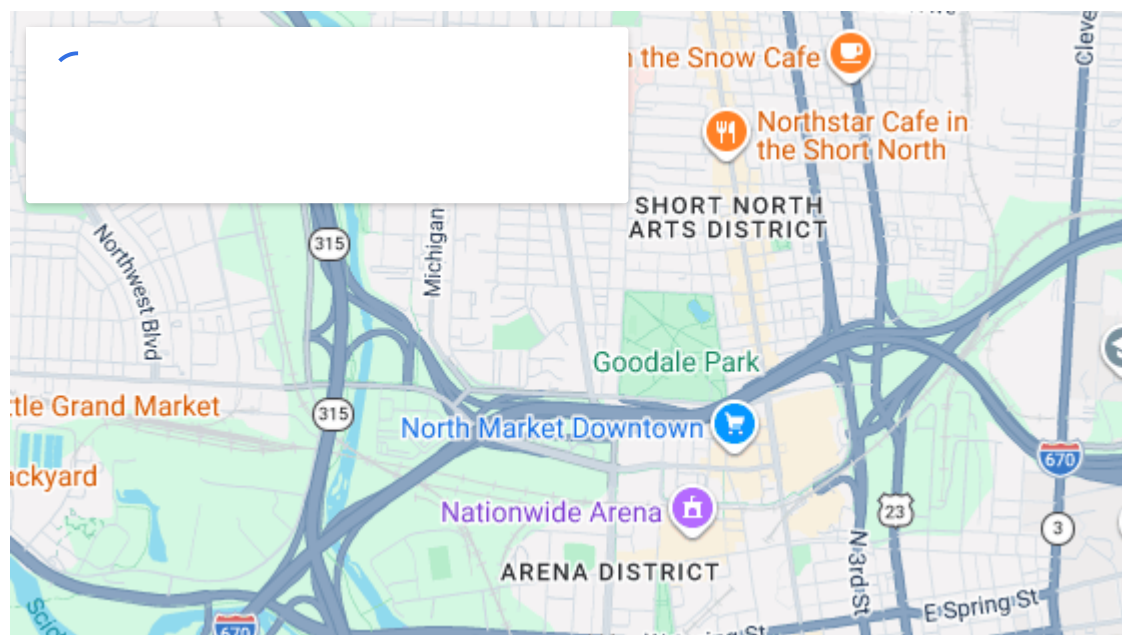 n the Snow Cafe
Cleve
Northstar Cafe in
the Short North
SHORT NORTH
ARTS DISTRICT
315
Michigan
Northwest Blvd
Goodale Park
ttle Grand Market
315
North Market Downtown
ackyard
670
Nationwide Arena
23
3
N 3rd St
ARENA DISTRICT
E Spring St
670